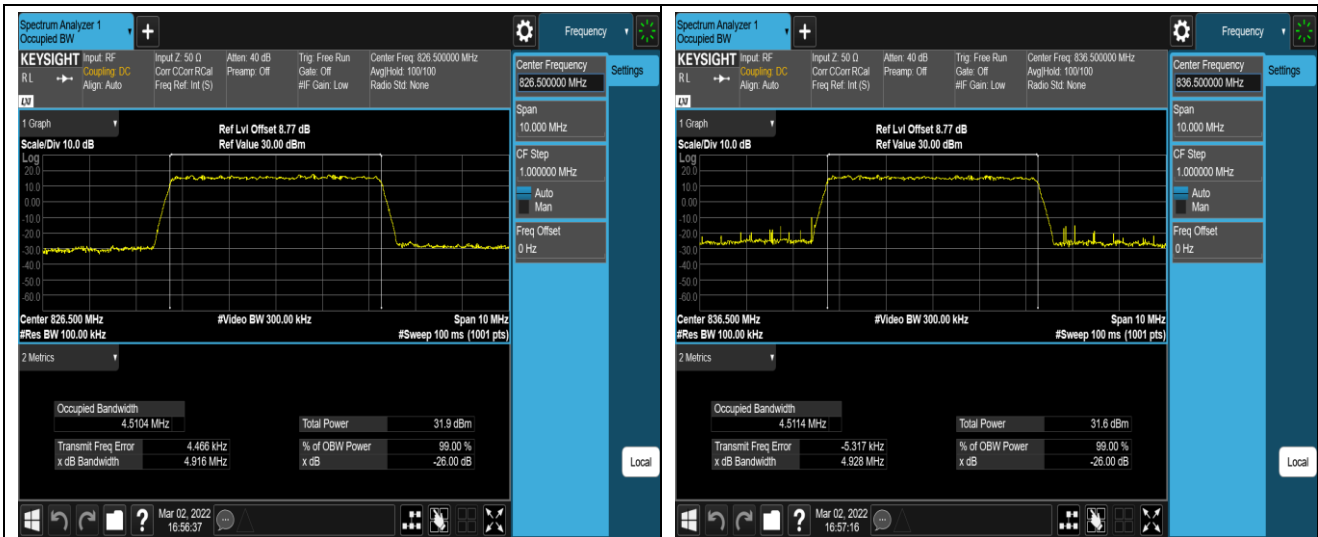 Spectrum Analyzer 1
Occupied BW
+
Frequency
KEYSIGHT
RL
LXI
Input: RF
Coupling: DC
Align: Auto
Input Z: 50 Ω
Corr CCorr RCal
Freq Ref: Int (S)
Atten: 40 dB
Preamp: Off
Trig: Free Run
Gate: Off
#IF Gain: Low
Center Freq: 826.500000 MHz
Avg|Hold: 100/100
Radio Std: None
Center Frequency
826.500000 MHz
Settings
Span
10.000 MHz
CF Step
1.000000 MHz
Auto
Man
Freq Offset
0 Hz
Local
1 Graph
Scale/Div 10.0 dB
Ref Lvl Offset 8.77 dB
Ref Value 30.00 dBm
Log
20.0
10.0
0.00
-10.0
-20.0
-30.0
-40.0
-50.0
-60.0
Center 826.500 MHz
#Video BW 300.00 kHz
Span 10 MHz
#Res BW 100.00 kHz
#Sweep 100 ms (1001 pts)
2 Metrics
Occupied Bandwidth
4.5104 MHz
Total Power 31.9 dBm
Transmit Freq Error 4.466 kHz
% of OBW Power 99.00 %
x dB Bandwidth 4.916 MHz
x dB -26.00 dB
?
Mar 02, 2022
16:56:37
Spectrum Analyzer 1
Occupied BW
+
Frequency
KEYSIGHT
RL
LXI
Input: RF
Coupling: DC
Align: Auto
Input Z: 50 Ω
Corr CCorr RCal
Freq Ref: Int (S)
Atten: 40 dB
Preamp: Off
Trig: Free Run
Gate: Off
#IF Gain: Low
Center Freq: 836.500000 MHz
Avg|Hold: 100/100
Radio Std: None
Center Frequency
836.500000 MHz
Settings
Span
10.000 MHz
CF Step
1.000000 MHz
Auto
Man
Freq Offset
0 Hz
Local
1 Graph
Scale/Div 10.0 dB
Ref Lvl Offset 8.77 dB
Ref Value 30.00 dBm
Log
20.0
10.0
0.00
-10.0
-20.0
-30.0
-40.0
-50.0
-60.0
Center 836.500 MHz
#Video BW 300.00 kHz
Span 10 MHz
#Res BW 100.00 kHz
#Sweep 100 ms (1001 pts)
2 Metrics
Occupied Bandwidth
4.5114 MHz
Total Power 31.6 dBm
Transmit Freq Error -5.317 kHz
% of OBW Power 99.00 %
x dB Bandwidth 4.928 MHz
x dB -26.00 dB
?
Mar 02, 2022
16:57:16